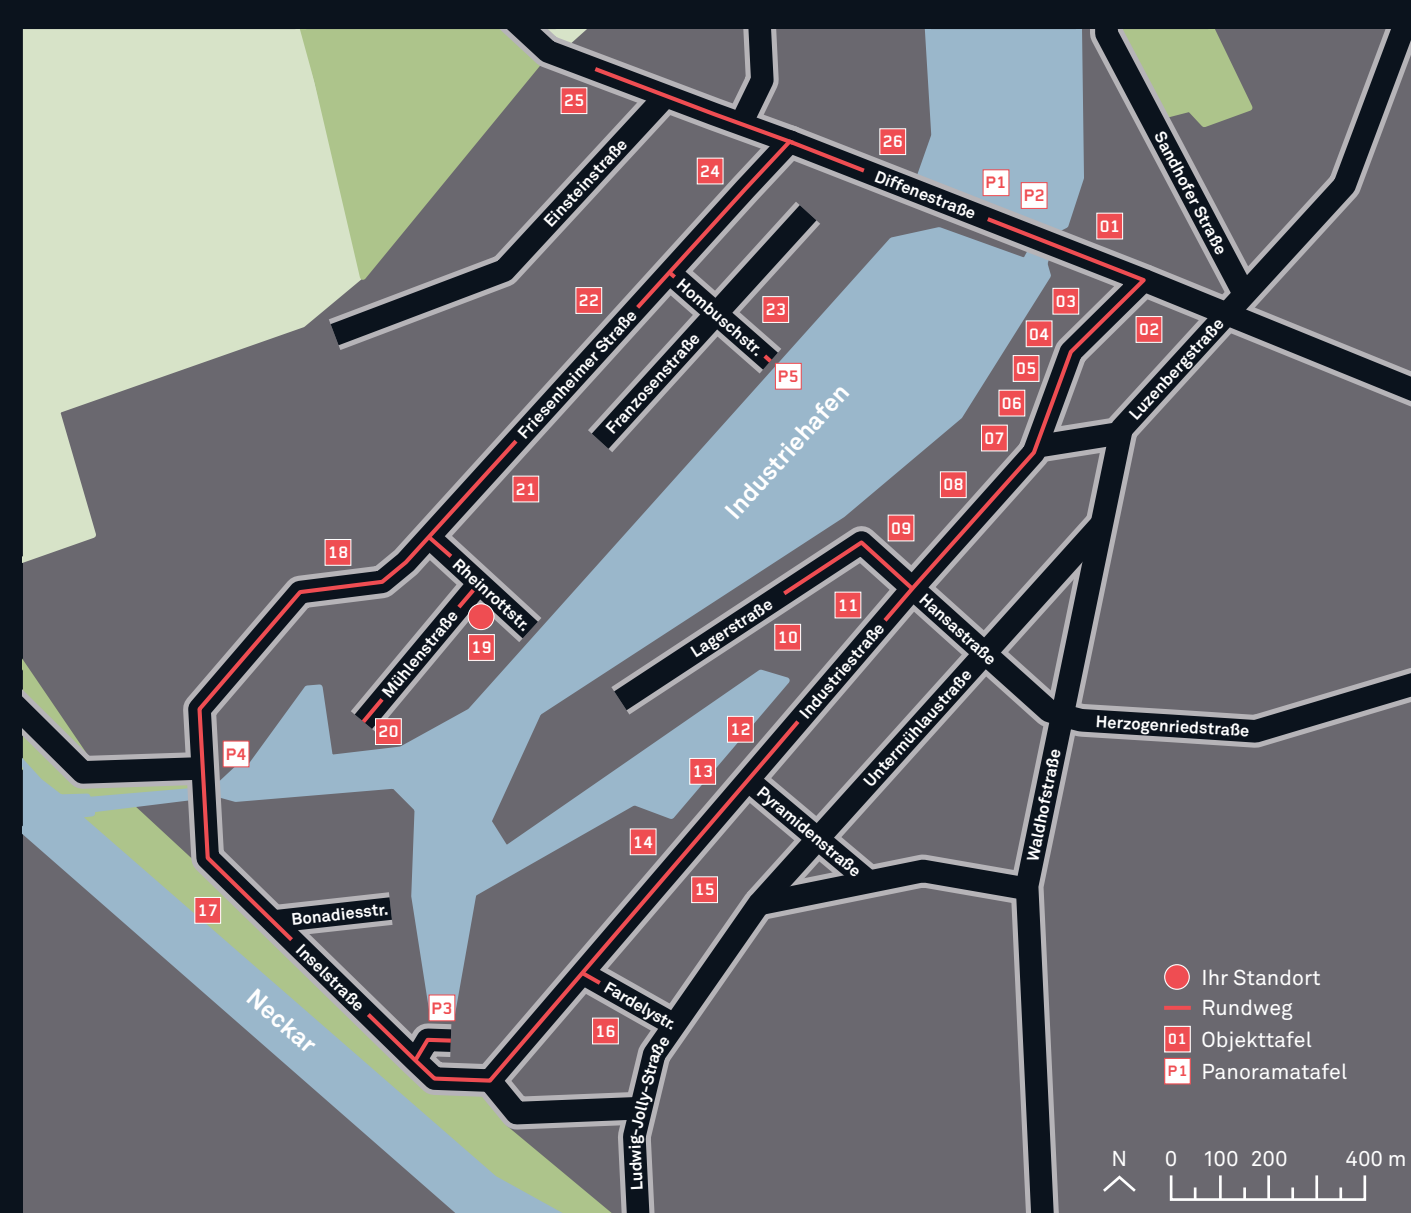 25
26
24
Einsteinstraße
Diffenestraße
P1
P2
Sandhofer Straße
01
22
Hombuschstr.
23
03
02
04
Friesenheimer Straße
Franzosenstraße
P5
05
Luzenbergstraße
06
Industriehafen
07
21
08
09
18
Rheinrottstr.
11
Hansastraße
Lagerstraße
10
Mühlenstraße
19
Industriestraße
Untermühlaustraße
20
12
Herzogenriedstraße
P4
13
Pyramidenstraße
Waldhofstraße
14
15
17
Bonadiesstr.
Inselstraße
Neckar
P3
Fardelystr.
16
Ludwig-Jolly-Straße
Ihr Standort
Rundweg
01 Objekttafel
P1 Panoramatafel
N 0 100 200 400 m